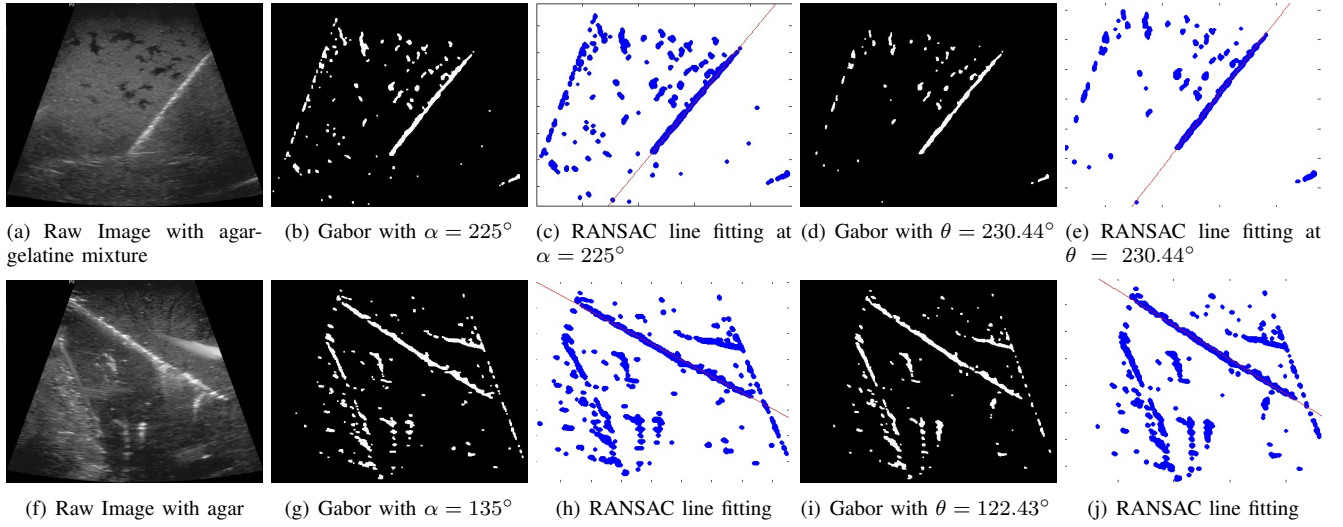 (a) Raw Image with agar-
gelatine mixture
(b) Gabor with α = 225°
(c) RANSAC line fitting at
α = 225°
(d) Gabor with θ = 230.44°
(e) RANSAC line fitting at
θ = 230.44°
(f) Raw Image with agar
(g) Gabor with α = 135°
(h) RANSAC line fitting
(i) Gabor with θ = 122.43°
(j) RANSAC line fitting